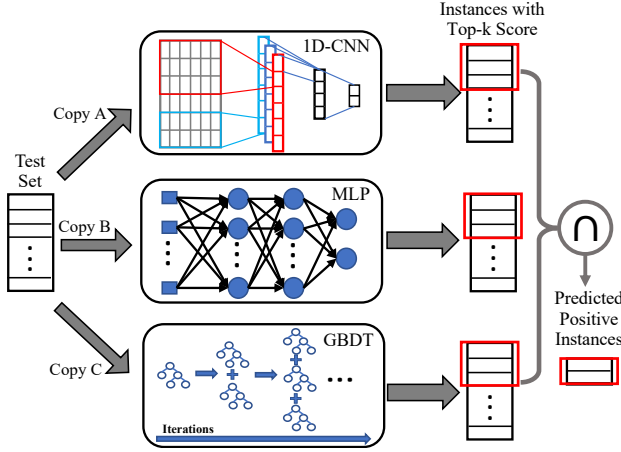 Instances with
Top-k Score
1D-CNN
Copy A
Test
Set
MLP
Copy B
∩
Predicted
Positive
Instances
GBDT
Copy C
Iterations